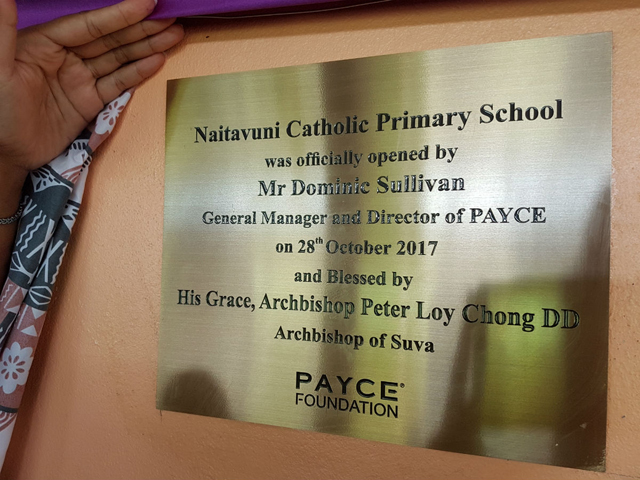 Naitavuni Catholic Primary School
was officially opened by
Mr Dominic Sullivan
General Manager and Director of PAYCE
on 28th October 2017
and Blessed by
His Grace, Archbishop Peter Loy Chong DD
Archbishop of Suva
PAYCE®
FOUNDATION